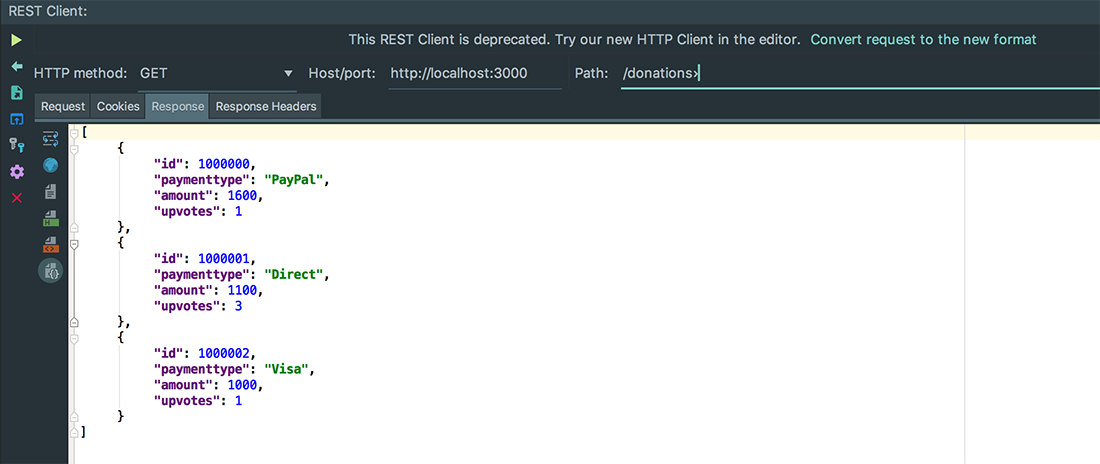 REST Client:
This REST Client is deprecated. Try our new HTTP Client in the editor. Convert request to the new format
HTTP method: GET Host/port: http://localhost:3000 Path: /donations›
Request Cookies Response Response Headers
[
{
"id": 1000000,
"paymenttype": "PayPal",
"amount": 1600,
"upvotes": 1
},
{
"id": 1000001,
"paymenttype": "Direct",
"amount": 1100,
"upvotes": 3
},
{
"id": 1000002,
"paymenttype": "Visa",
"amount": 1000,
"upvotes": 1
}
]